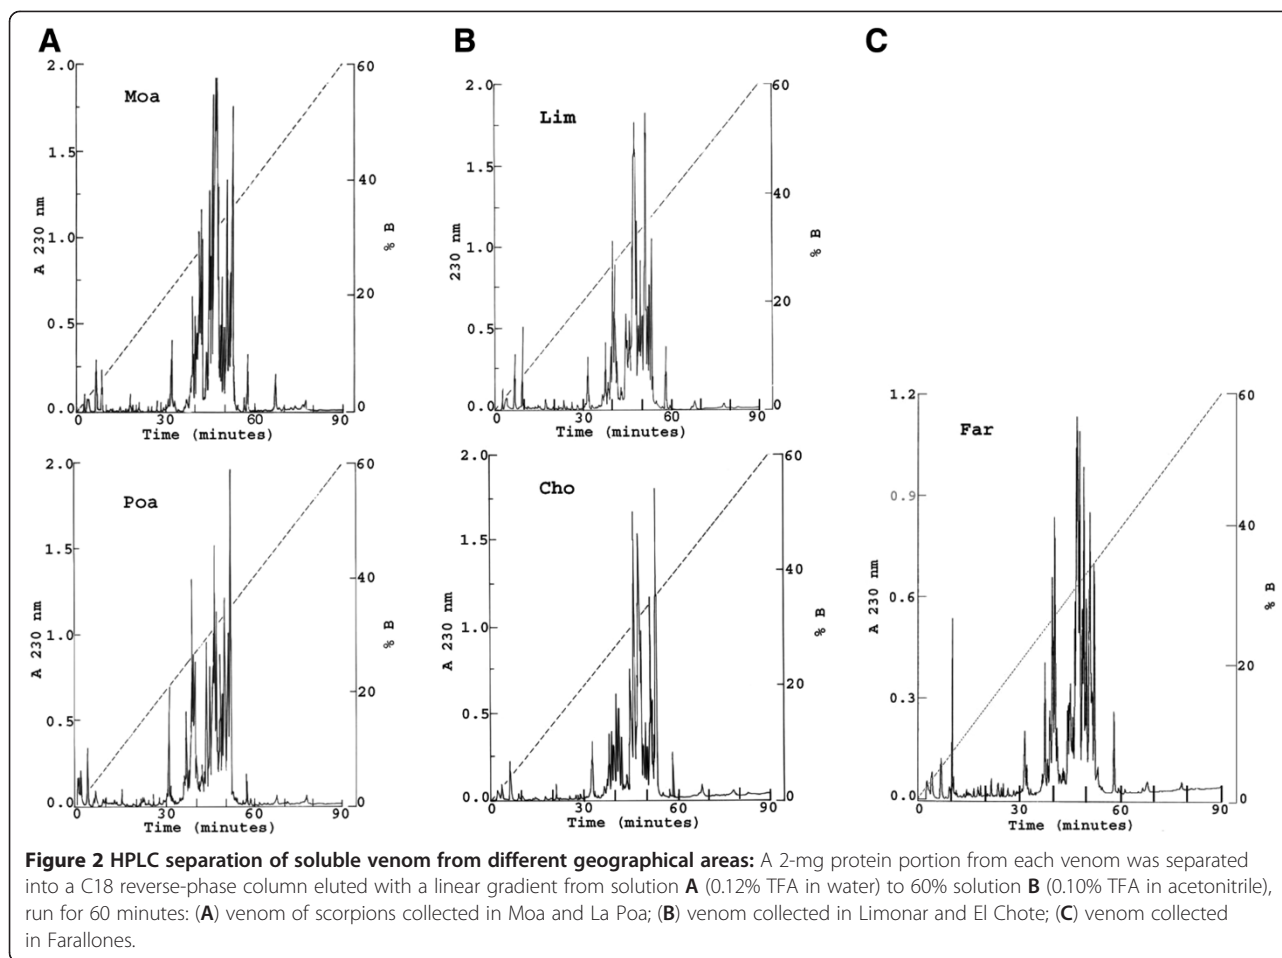 A
B
C
2.0
1.5
1.0
0.5
0.0
A 230 nm
Moa
60
40
20
0
% B
0
30
60
90
Time (minutes)
2.0
1.5
1.0
0.5
0.0
230 nm
Lim
60
40
20
0
% B
0
30
60
90
Time (minutes)
2.0
1.5
1.0
0.5
0.0
A 230 nm
Poa
60
40
20
0
% B
0
30
60
90
Time (minutes)
2.0
1.5
1.0
0.5
0.0
A 230 nm
Cho
60
40
20
0
% B
0
30
60
90
Time (minutes)
1.2
0.9
0.6
0.3
0.0
A 230 nm
Far
60
40
20
0
% B
0
30
60
90
Time (minutes)
Figure 2 HPLC separation of soluble venom from different geographical areas: A 2-mg protein portion from each venom was separated
into a C18 reverse-phase column eluted with a linear gradient from solution A (0.12% TFA in water) to 60% solution B (0.10% TFA in acetonitrile),
run for 60 minutes: (A) venom of scorpions collected in Moa and La Poa; (B) venom collected in Limonar and El Chote; (C) venom collected
in Farallones.